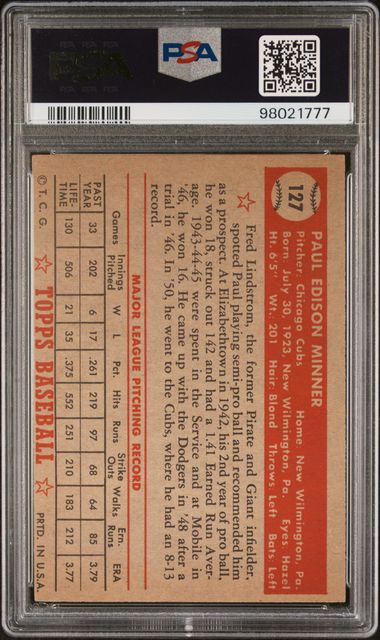 PSA
98021777
127
PAUL EDISON MINNER
Pitcher: Chicago Cubs Home: New Wilmington, Pa.
Born: July 30, 1923, New Wilmington, Pa. Eyes: Hazel
Ht. 6'5" Wt.: 201 Hair: Blond Throws: Left Bats: Left
Fred Lindstrom, the former Pirate and Giant infielder,
spotted Paul playing semi-pro ball and recommended him
as a prospect. At Elizabethtown in 1942, his 2nd year of pro ball,
he won 18, struck out 142 and had a 1.41 Earned Run Aver-
age. 1943-44-45 were spent in the Service and at Mobile in
'46, he won 16. He came up with the Dodgers in '48 after a
trial in '46. In '50, he went to the Cubs, where he had an 8-13
record.
MAJOR LEAGUE PITCHING RECORD
Games Innings Pitched W L Pct. Hits Runs Strike Outs Walks Ern. Runs ERA
PAST YEAR 33 202 6 17 .261 219 97 68 64 85 3.79
LIFE-TIME 130 506 21 35 .375 552 251 210 183 212 3.77
© T. C. G TOPPS BASEBALL PRTD. IN U.S.A.